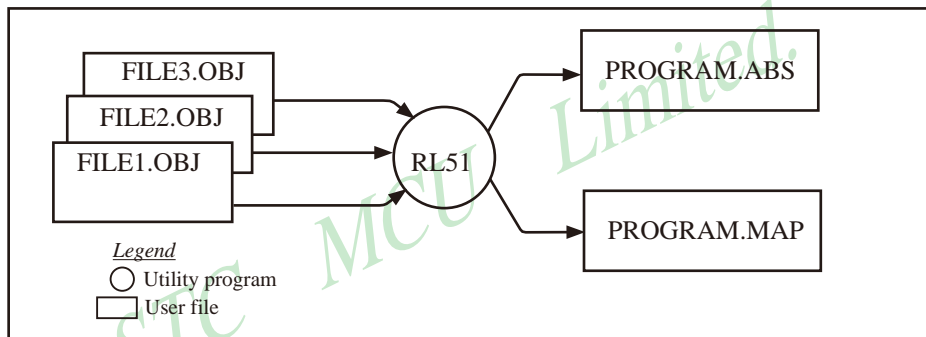 FILE3.OBJ
FILE2.OBJ
FILE1.OBJ
RL51
PROGRAM.ABS
PROGRAM.MAP
Legend
Utility program
User file
STC MCU Limited.